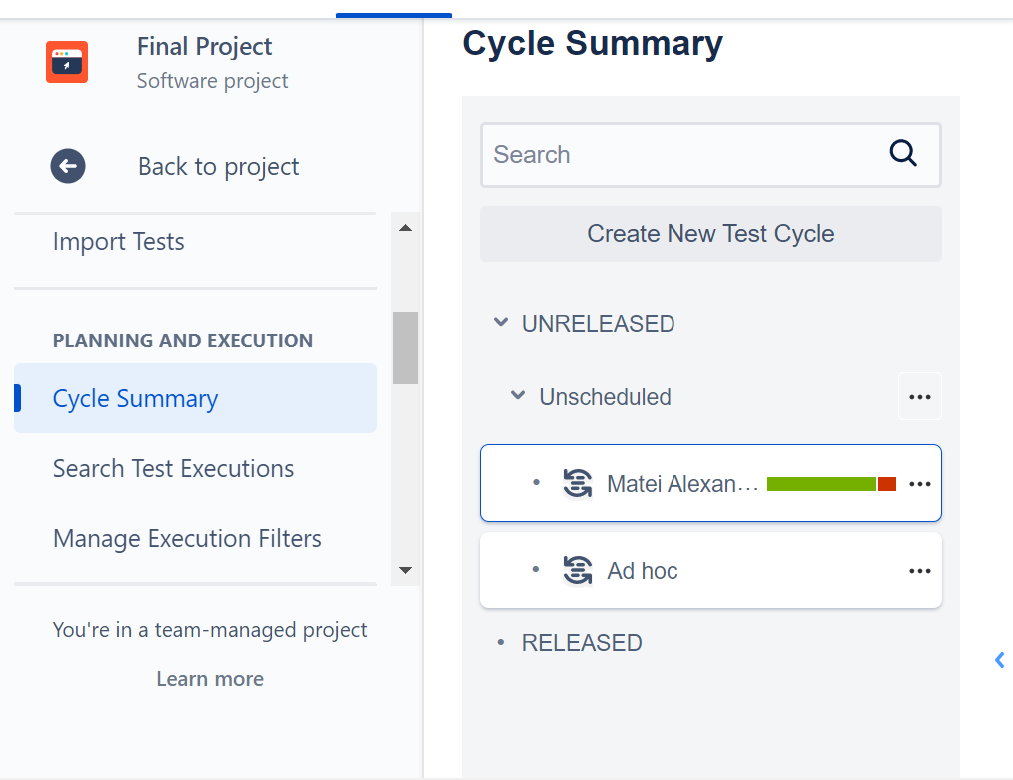 Final Project
Software project
Back to project
Import Tests
PLANNING AND EXECUTION
Cycle Summary
Search Test Executions
Manage Execution Filters
You're in a team-managed project
Learn more
Cycle Summary
Search
Create New Test Cycle
UNRELEASED
Unscheduled
Matei Alexan...
Ad hoc
RELEASED